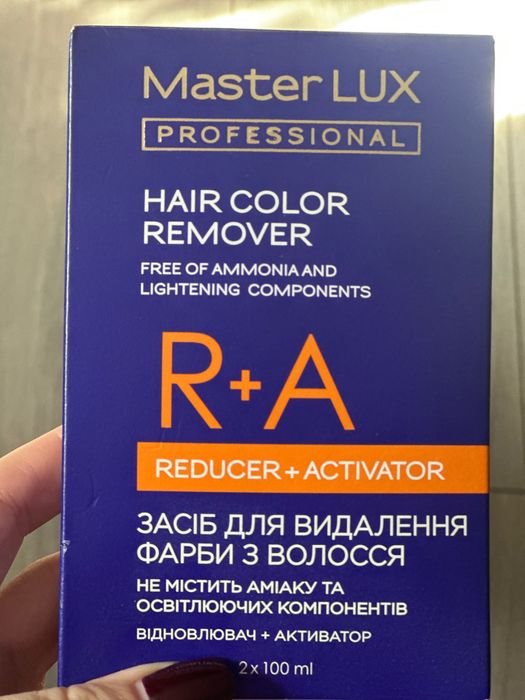 Master LUX
PROFESSIONAL
HAIR COLOR
REMOVER
FREE OF AMMONIA AND
LIGHTENING COMPONENTS
R+A
REDUCER + ACTIVATOR
ЗАСІБ ДЛЯ ВИДАЛЕННЯ
ФАРБИ З ВОЛОССЯ
НЕ МІСТИТЬ АМІАКУ ТА
ОСВІТЛЮЮЧИХ КОМПОНЕНТІВ
ВІДНОВЛЮВАЧ + АКТИВАТОР
2 x 100 ml